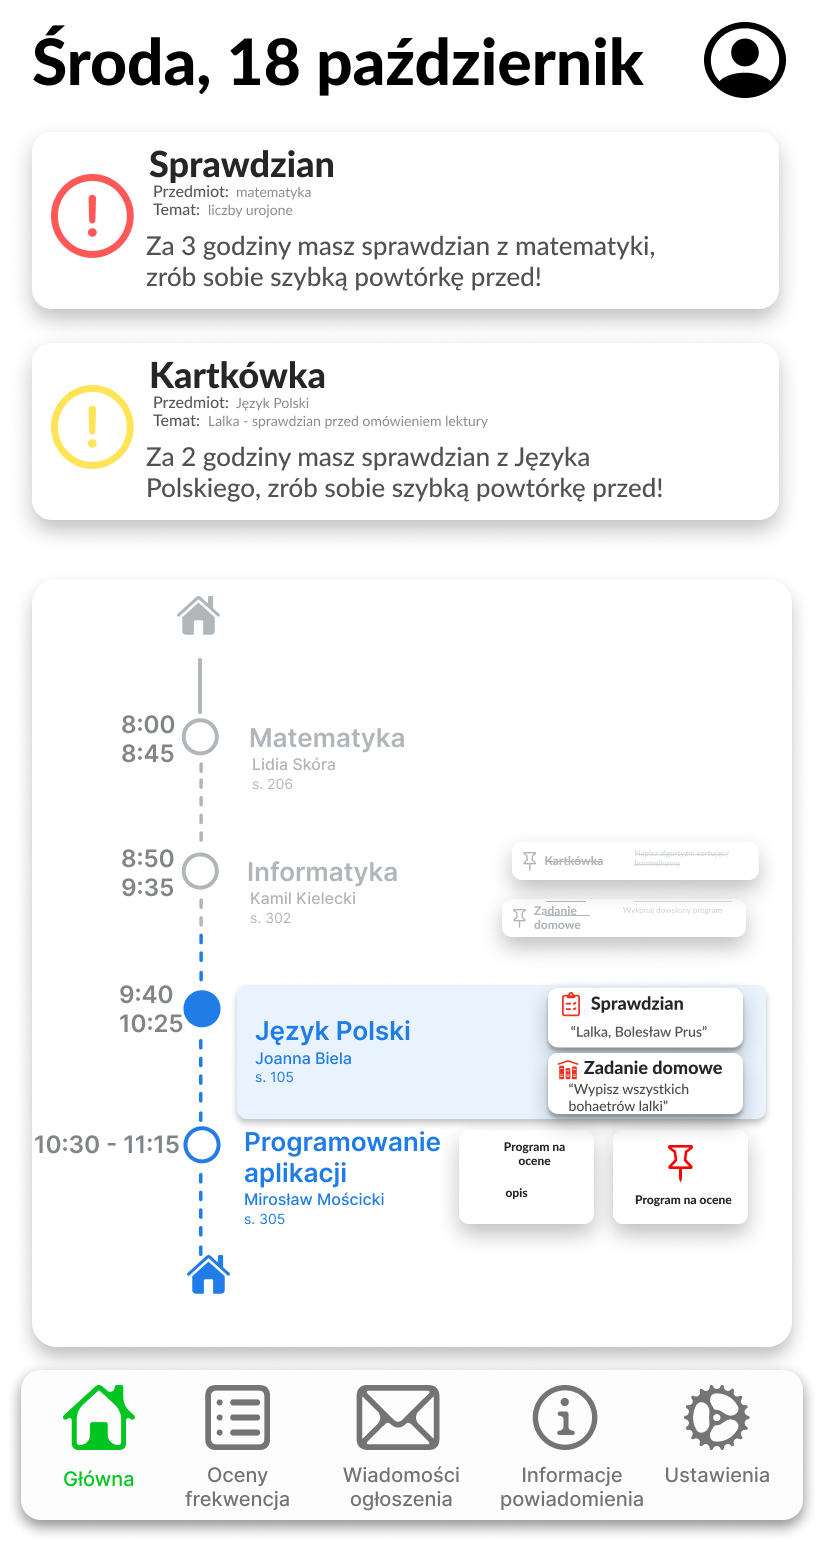 Środa, 18 październik
Sprawdzian
Przedmiot: matematyka
Temat: liczby urojone
Za 3 godziny masz sprawdzian z matematyki,
zrób sobie szybką powtórkę przed!
Kartkówka
Przedmiot: Język Polski
Temat: Lalka - sprawdzian przed omówieniem lektury
Za 2 godziny masz sprawdzian z Języka
Polskiego, zrób sobie szybką powtórkę przed!
8:00
8:45
Matematyka
Lidia Skóra
s. 206
8:50
9:35
Informatyka
Kamil Kielecki
s. 302
Kartkówka
Napisz algortyzm sortujący
bombelkowy
Zadanie
domowe
Wykonaj dowolony program
9:40
10:25
Język Polski
Joanna Biela
s. 105
Sprawdzian
“Lalka, Bolesław Prus”
Zadanie domowe
“Wypisz wszystkich
bohaetrów lalki”
10:30 - 11:15
Programowanie
aplikacji
Mirosław Mościcki
s. 305
Program na
ocene
opis
Program na ocene
Główna
Oceny
frekwencja
Wiadomości
ogłoszenia
Informacje
powiadomienia
Ustawienia